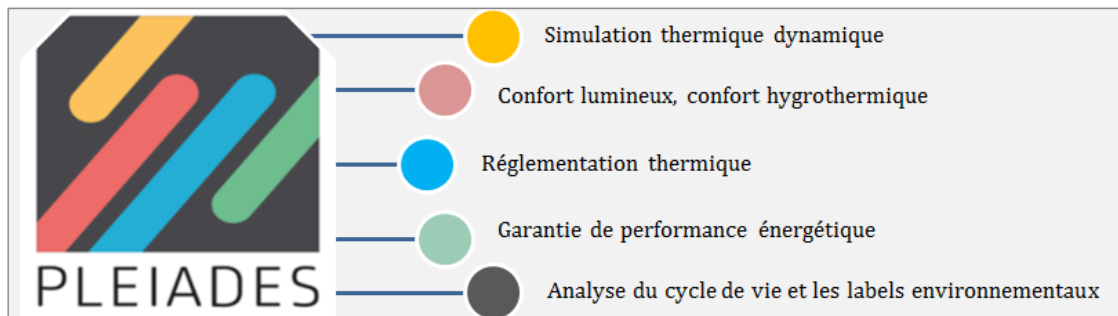 Simulation thermique dynamique
Confort lumineux, confort hygrothermique
Réglementation thermique
Garantie de performance énergétique
PLEIADES
Analyse du cycle de vie et les labels environnementaux